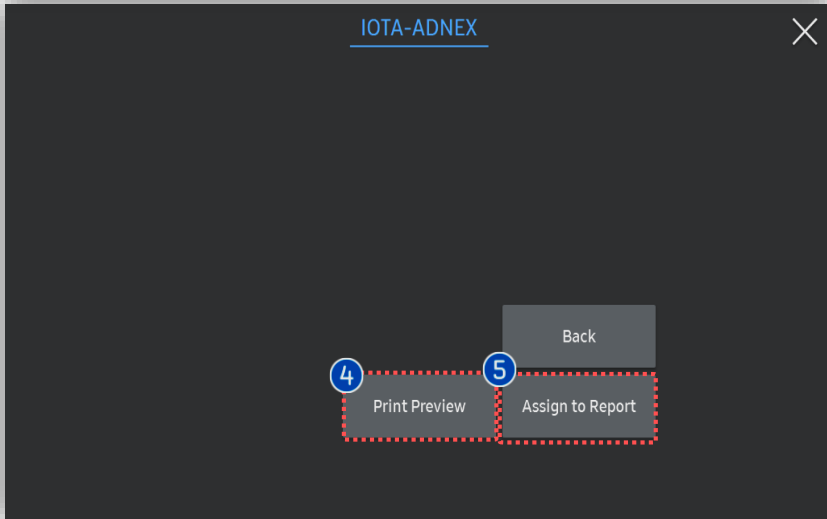 IOTA-ADNEX
Back
4
5
Print Preview
Assign to Report